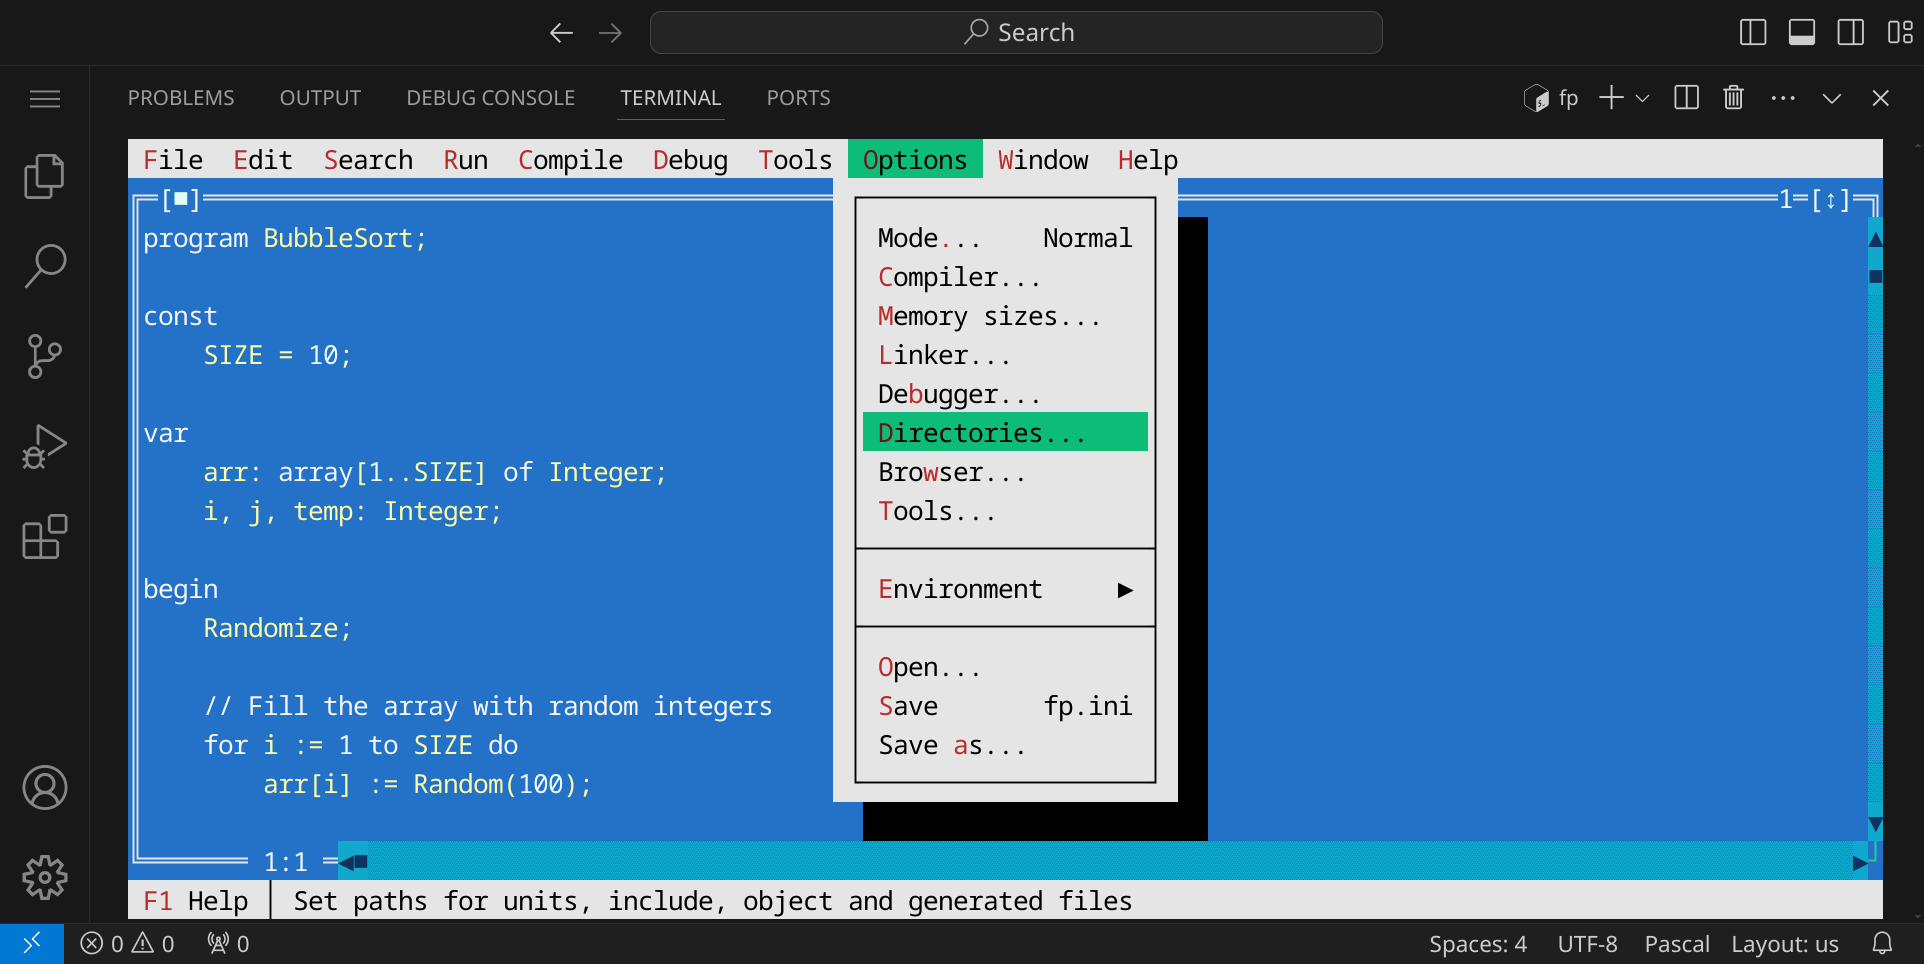 Search
PROBLEMS OUTPUT DEBUG CONSOLE TERMINAL PORTS fp
File Edit Search Run Compile Debug Tools Options Window Help
[■] 1=[↕]
program BubbleSort;
const
SIZE = 10;
var
arr: array[1..SIZE] of Integer;
i, j, temp: Integer;
begin
Randomize;
// Fill the array with random integers
for i := 1 to SIZE do
arr[i] := Random(100);
1:1
Mode... Normal
Compiler...
Memory sizes...
Linker...
Debugger...
Directories...
Browser...
Tools...
Environment ►
Open...
Save fp.ini
Save as...
F1 Help │ Set paths for units, include, object and generated files
0 0 0 Spaces: 4 UTF-8 Pascal Layout: us